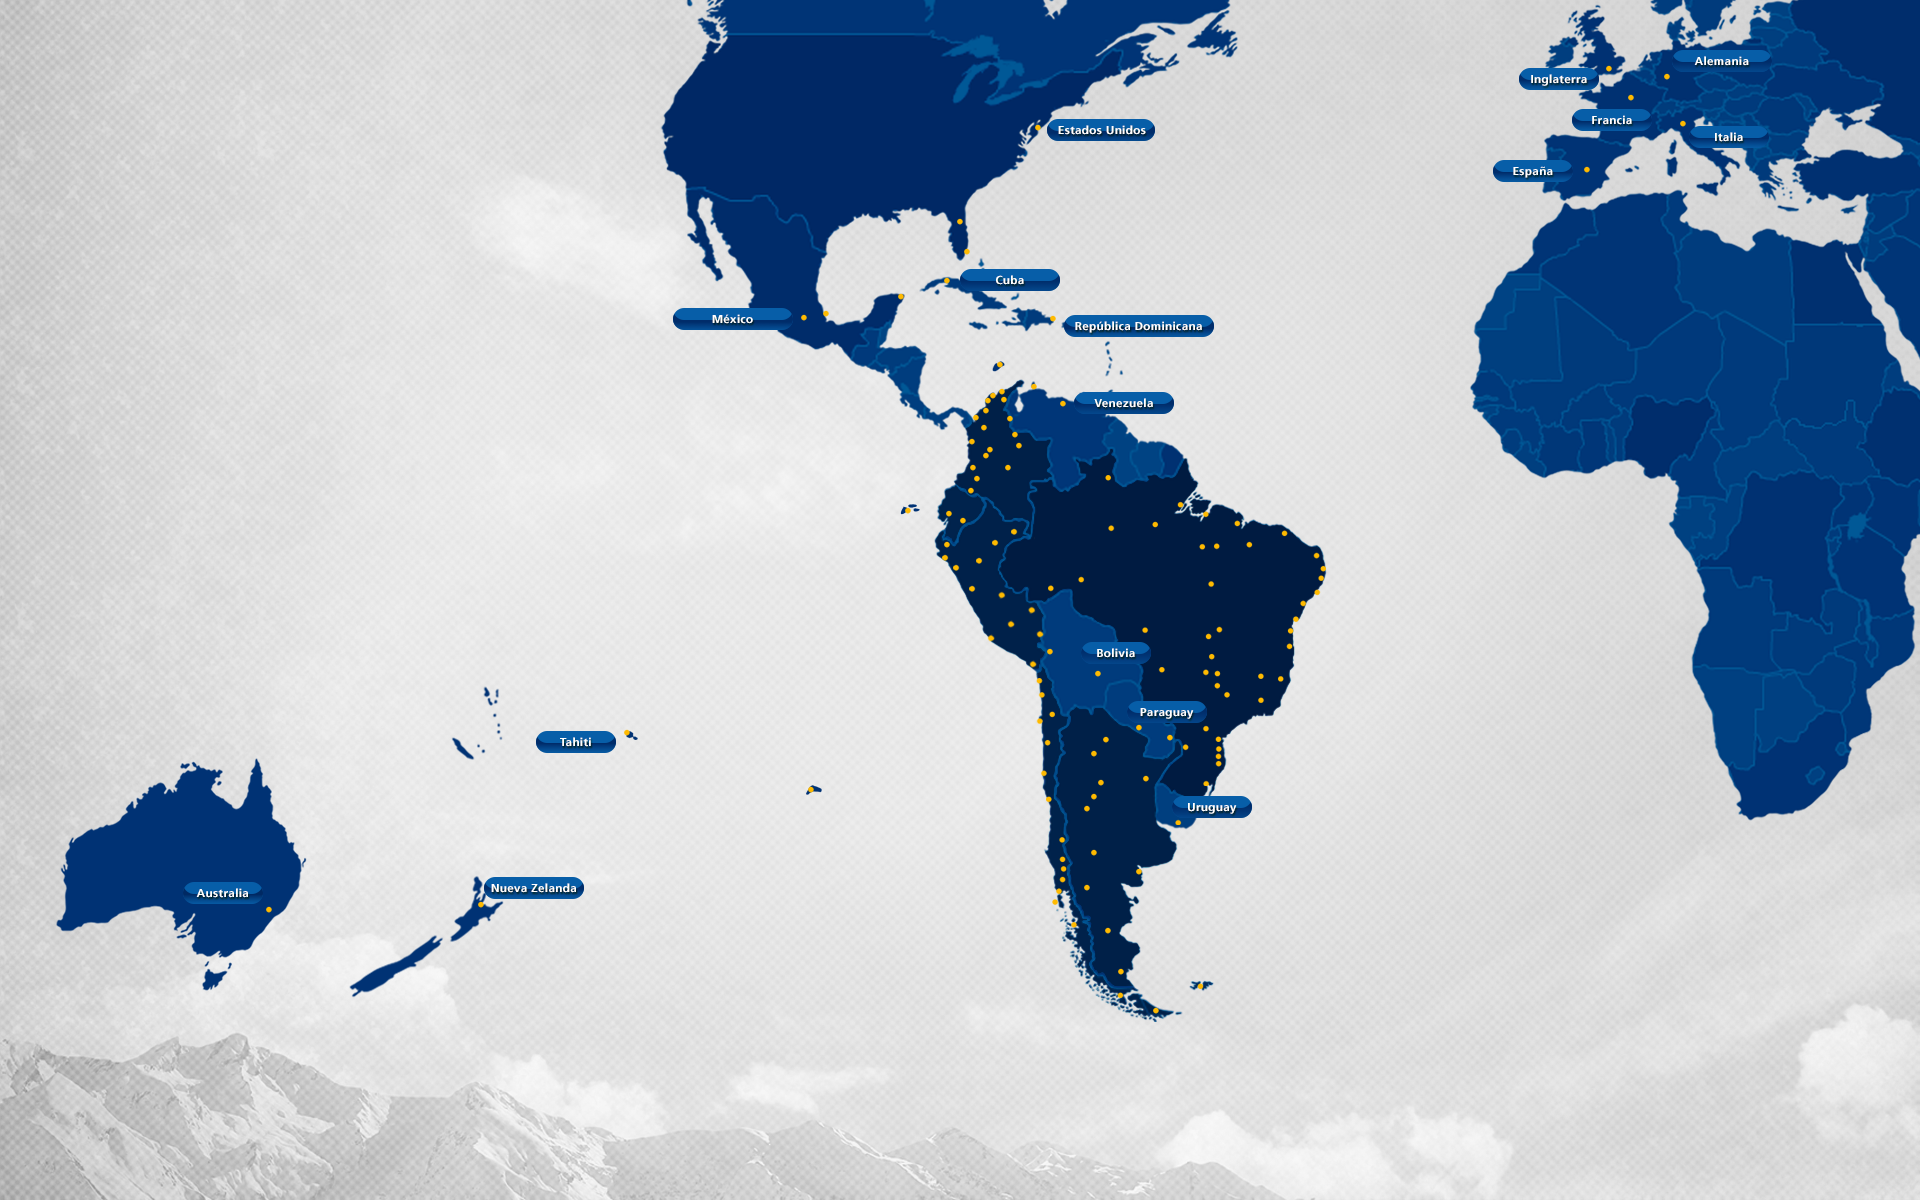 Alemania
Inglaterra
Francia
Estados Unidos
Italia
España
Cuba
México
República Dominicana
Venezuela
Bolivia
Paraguay
Tahiti
Uruguay
Nueva Zelanda
Australia